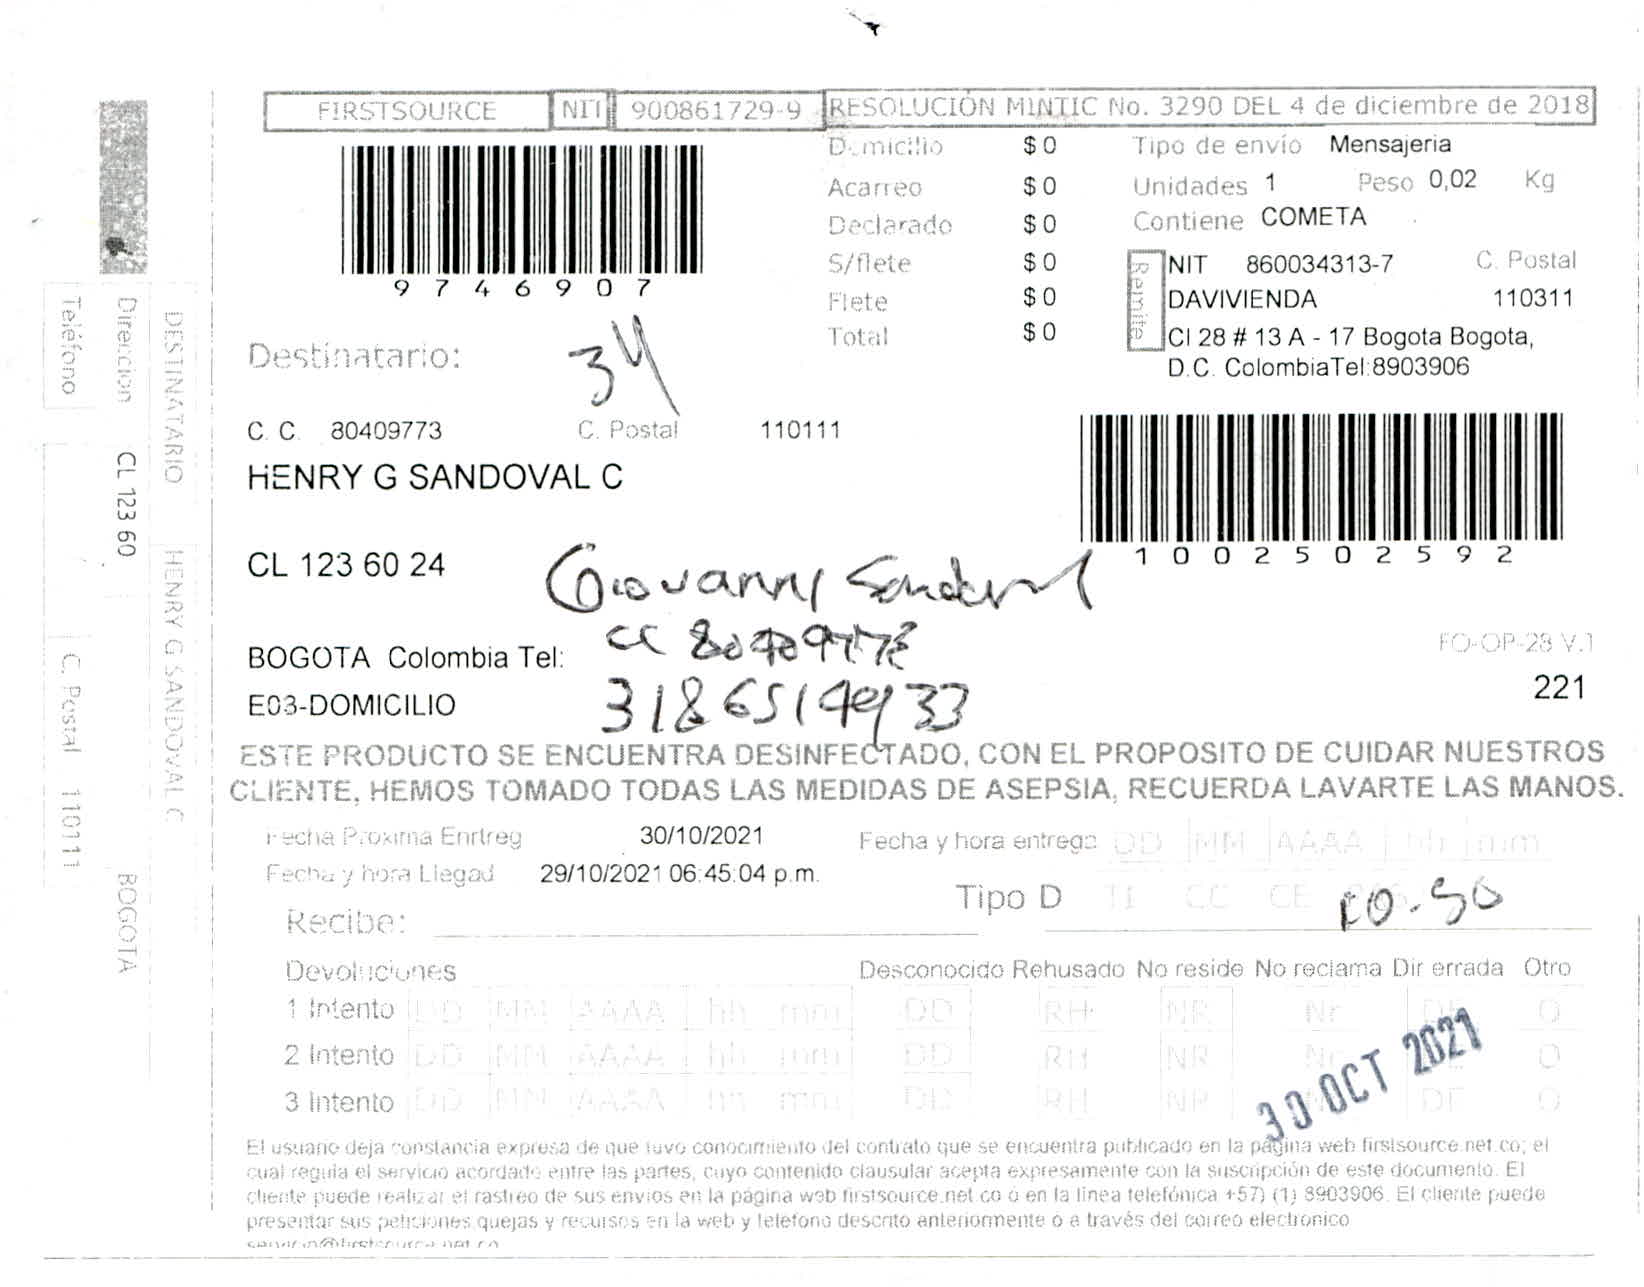 FIRSTSOURCE NIT 900861729-9 RESOLUCIÓN MINTIC No. 3290 DEL 4 de diciembre de 2018
9746907
Domicilio $ 0
Acarreo $ 0
Declarado $ 0
S/flete $ 0
Flete $ 0
Total $ 0
Tipo de envío Mensajeria
Unidades 1 Peso 0,02 Kg
Contiene COMETA
Remite
NIT 860034313-7 C. Postal
DAVIVIENDA 110311
Cl 28 # 13 A - 17 Bogota Bogota,
D.C. ColombiaTel:8903906
Destinatario:
34
C. C. 80409773 C. Postal 110111
HENRY G SANDOVAL C
1002502592
CL 123 60 24
Giovanny Sandoval
CC 80409773
BOGOTA Colombia Tel:
E03-DOMICILIO
FO-OP-28 V.1
221
ESTE PRODUCTO SE ENCUENTRA DESINFECTADO, CON EL PROPOSITO DE CUIDAR NUESTROS
CLIENTE, HEMOS TOMADO TODAS LAS MEDIDAS DE ASEPSIA, RECUERDA LAVARTE LAS MANOS.
Fecha Proxima Enrtreg 30/10/2021 Fecha y hora entrega DD MM AAAA hh mm
Fecha y hora Llegad 29/10/2021 06:45:04 p.m.
Tipo D TI CC CE
Recibe:
Devoluciones Desconocido Rehusado No reside No reclama Dir errada Otro
1 Intento DD MM AAAA hh mm DD RH NR Nr DE O
2 Intento DD MM AAAA hh mm DD RH NR Nr DE O
3 Intento DD MM AAAA hh mm DD RH NR DE O
30 OCT 2021
El usuario deja constancia expresa de que tuvo conocimiento del contrato que se encuentra publicado en la página web firstsource.net.co; el
cual regula el servicio acordado entre las partes, cuyo contenido clausular acepta expresamente con la suscripción de este documento. El
cliente puede realizar el rastreo de sus envios en la página web firstsource.net.co o en la linea telefónica +57) (1) 8903906. El cliente puede
presentar sus peticiones quejas y recursos en la web y telefono descrito anteriormente o a través del correo electronico
servicio@firstsource.net.co
DESTINATARIO HENRY G SANDOVAL C
Direccion CL 123 60 BOGOTA
Teléfono C. Postal 110111